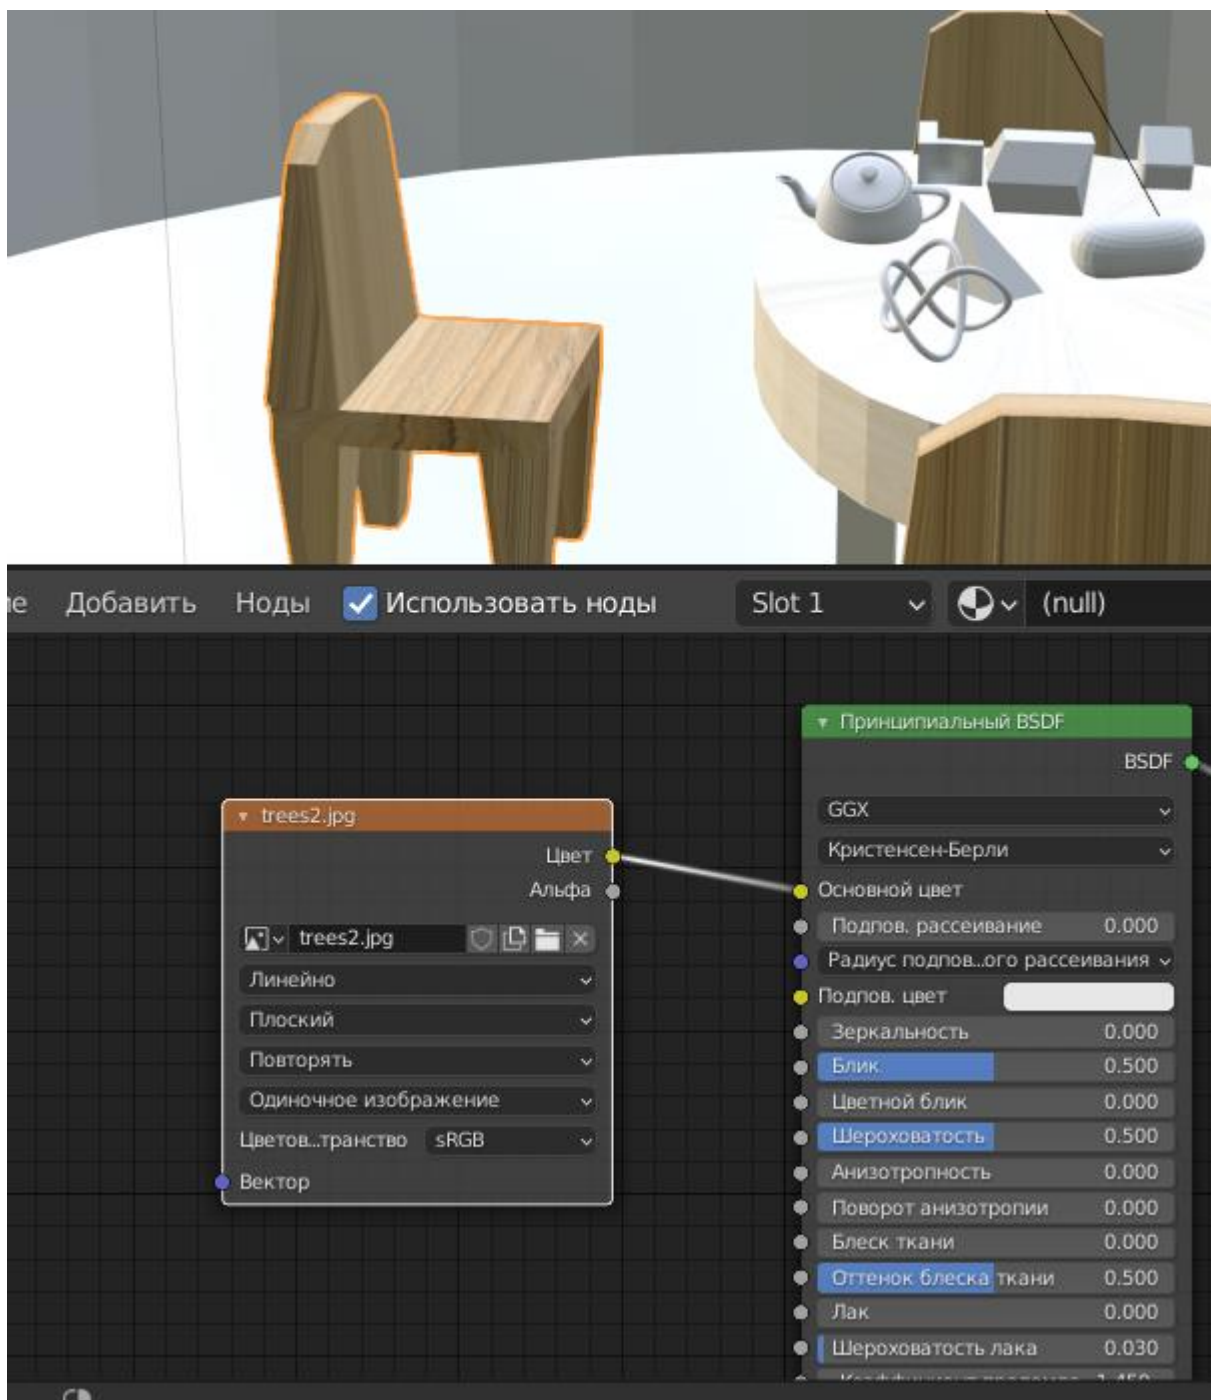 Добавить Ноды Использовать ноды Slot 1 (null)
Принципиальный BSDF
BSDF
trees2.jpg
GGX
Цвет
Кристенсен-Берли
Альфа
Основной цвет
Подпов. рассеивание 0.000
trees2.jpg
Радиус подпов...ого рассеивания
Линейно
Подпов. цвет
Плоский
Зеркальность 0.000
Повторять
Блик 0.500
Одиночное изображение
Цветной блик 0.000
Цветов...транство sRGB
Шероховатость 0.500
Вектор
Анизотропность 0.000
Поворот анизотропии 0.000
Блеск ткани 0.000
Оттенок блеска ткани 0.500
Лак 0.000
Шероховатость лака 0.030